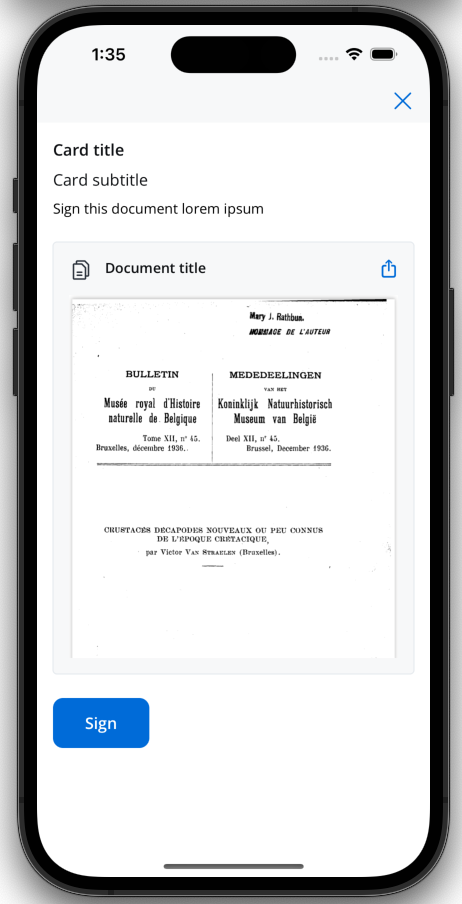 1:35
Card title
Card subtitle
Sign this document lorem ipsum
Document title
Mary J. Rathbun.
HOMMAGE DE L'AUTEUR
BULLETIN
DU
Musée royal d'Histoire
naturelle de Belgique
Tome XII, n° 45.
Bruxelles, décembre 1936.
MEDEDEELINGEN
VAN HET
Koninklijk Natuurhistorisch
Museum van België
Deel XII, n° 45.
Brussel, December 1936.
CRUSTACÉS DÉCAPODES NOUVEAUX OU PEU CONNUS
DE L'ÉPOQUE CRÉTACIQUE,
par Victor VAN STRAELEN (Bruxelles).
Sign